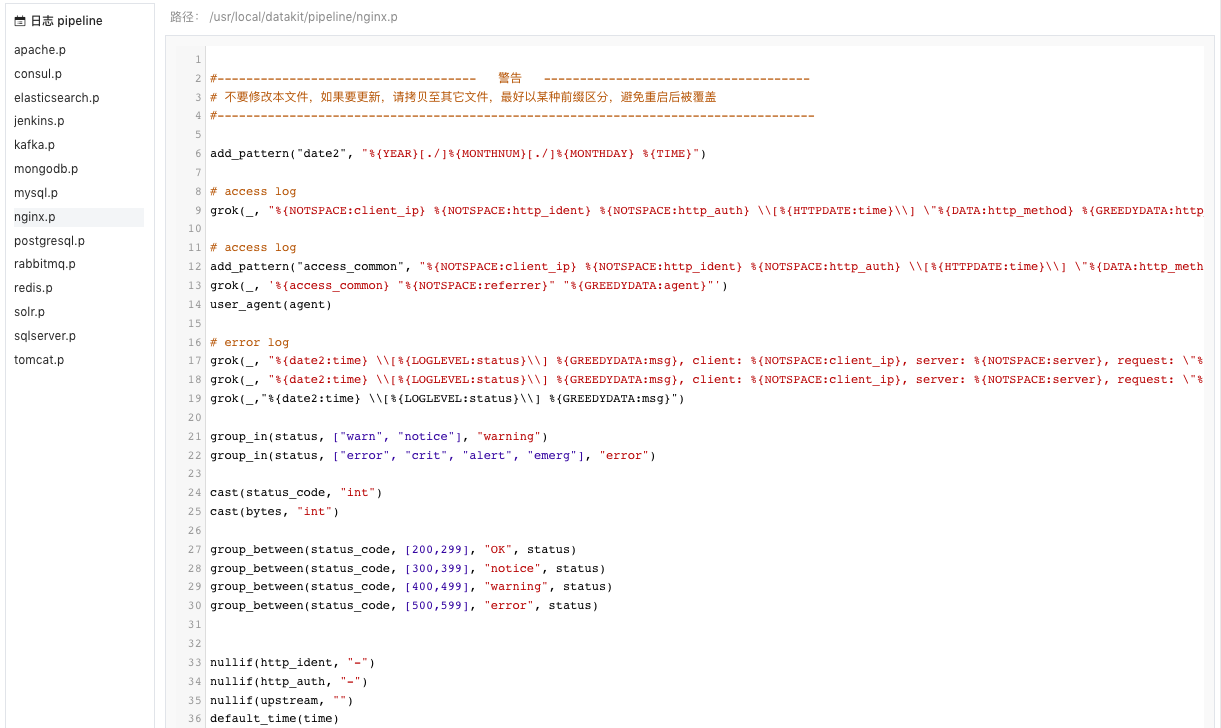 日志 pipeline
apache.p
consul.p
elasticsearch.p
jenkins.p
kafka.p
mongodb.p
mysql.p
nginx.p
postgresql.p
rabbitmq.p
redis.p
solr.p
sqlserver.p
tomcat.p
路径： /usr/local/datakit/pipeline/nginx.p
1
2 #------------------------------------   警告   -------------------------------------
3 # 不要修改本文件，如果要更新，请拷贝至其它文件，最好以某种前缀区分，避免重启后被覆盖
4 #-----------------------------------------------------------------------------------
5
6 add_pattern("date2", "%{YEAR}[./]%{MONTHNUM}[./]%{MONTHDAY} %{TIME}")
7
8 # access log
9 grok(_, "%{NOTSPACE:client_ip} %{NOTSPACE:http_ident} %{NOTSPACE:http_auth} \\[%{HTTPDATE:time}\\] \"%{DATA:http_method} %{GREEDYDATA:http
10
11 # access log
12 add_pattern("access_common", "%{NOTSPACE:client_ip} %{NOTSPACE:http_ident} %{NOTSPACE:http_auth} \\[%{HTTPDATE:time}\\] \"%{DATA:http_meth
13 grok(_, '%{access_common} "%{NOTSPACE:referrer}" "%{GREEDYDATA:agent}"')
14 user_agent(agent)
15
16 # error log
17 grok(_, "%{date2:time} \\[%{LOGLEVEL:status}\\] %{GREEDYDATA:msg}, client: %{NOTSPACE:client_ip}, server: %{NOTSPACE:server}, request: \"%
18 grok(_, "%{date2:time} \\[%{LOGLEVEL:status}\\] %{GREEDYDATA:msg}, client: %{NOTSPACE:client_ip}, server: %{NOTSPACE:server}, request: \"%
19 grok(_,"%{date2:time} \\[%{LOGLEVEL:status}\\] %{GREEDYDATA:msg}")
20
21 group_in(status, ["warn", "notice"], "warning")
22 group_in(status, ["error", "crit", "alert", "emerg"], "error")
23
24 cast(status_code, "int")
25 cast(bytes, "int")
26
27 group_between(status_code, [200,299], "OK", status)
28 group_between(status_code, [300,399], "notice", status)
29 group_between(status_code, [400,499], "warning", status)
30 group_between(status_code, [500,599], "error", status)
31
32
33 nullif(http_ident, "-")
34 nullif(http_auth, "-")
35 nullif(upstream, "")
36 default_time(time)